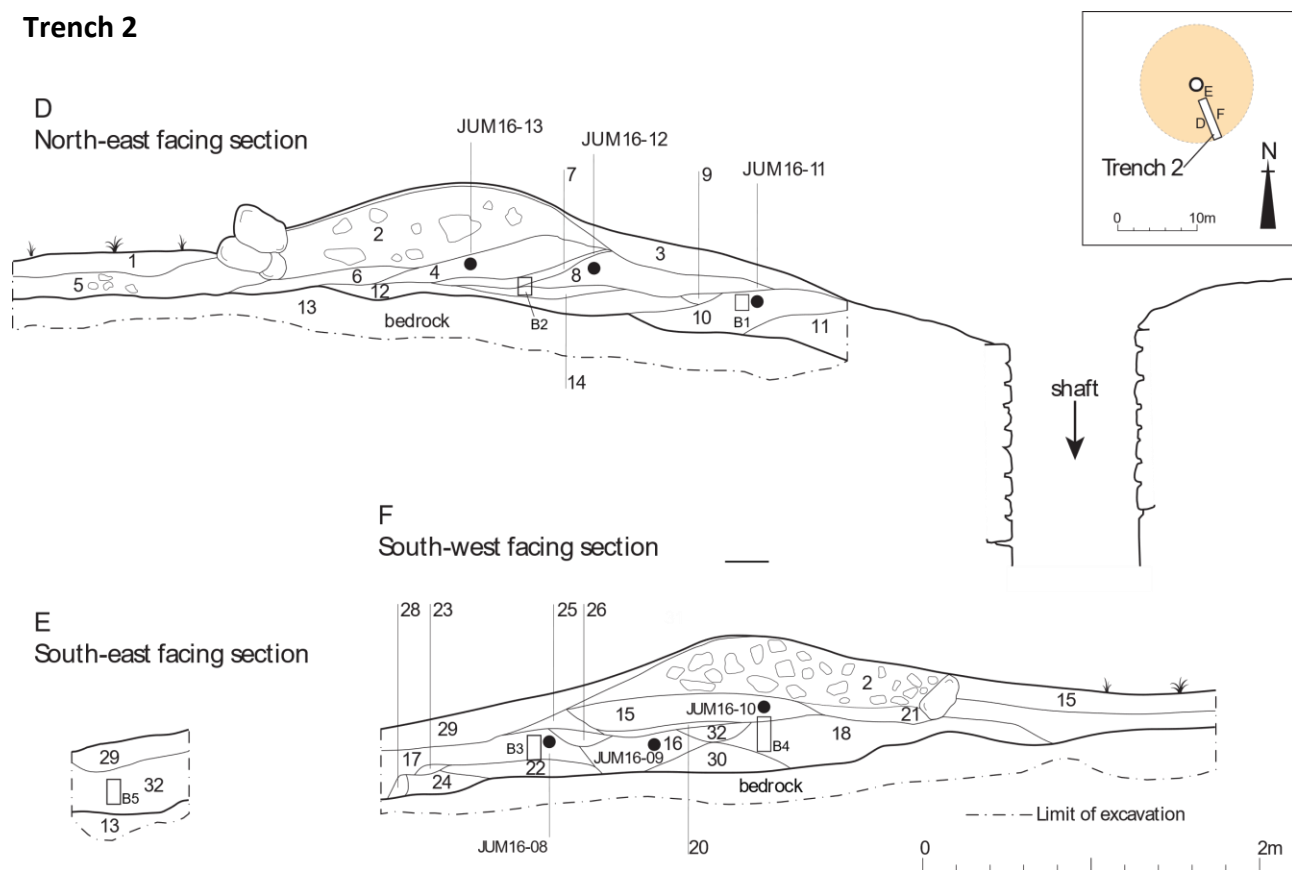 Trench 2
E
D
F
Trench 2
N
0 10m
D
North-east facing section
JUM16-13
JUM16-12
7
9
JUM16-11
2
3
1
5
6
4
8
12
13
bedrock
B2
10
B1
11
14
shaft
F
South-west facing section
28
23
25
26
E
South-east facing section
29
2
15
JUM16-10
15
21
32
18
B3
16
B4
JUM16-09
17
22
30
24
bedrock
29
32
B5
13
Limit of excavation
JUM16-08
20
0 2m